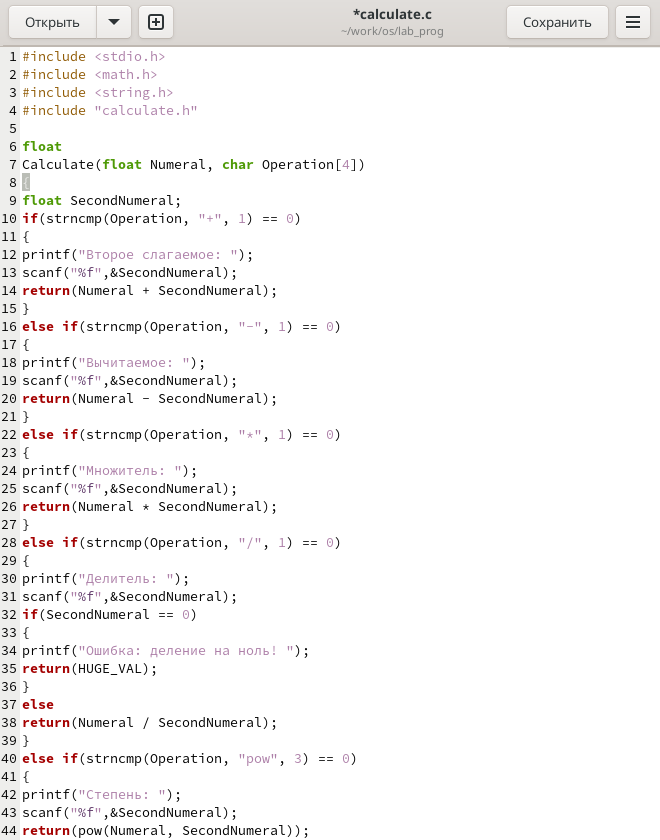 Открыть
*calculate.c
~/work/os/lab_prog
Сохранить
1 #include <stdio.h>
2 #include <math.h>
3 #include <string.h>
4 #include "calculate.h"
5
6 float
7 Calculate(float Numeral, char Operation[4])
8 {
9 float SecondNumeral;
10 if(strncmp(Operation, "+", 1) == 0)
11 {
12 printf("Второе слагаемое: ");
13 scanf("%f",&SecondNumeral);
14 return(Numeral + SecondNumeral);
15 }
16 else if(strncmp(Operation, "-", 1) == 0)
17 {
18 printf("Вычитаемое: ");
19 scanf("%f",&SecondNumeral);
20 return(Numeral - SecondNumeral);
21 }
22 else if(strncmp(Operation, "*", 1) == 0)
23 {
24 printf("Множитель: ");
25 scanf("%f",&SecondNumeral);
26 return(Numeral * SecondNumeral);
27 }
28 else if(strncmp(Operation, "/", 1) == 0)
29 {
30 printf("Делитель: ");
31 scanf("%f",&SecondNumeral);
32 if(SecondNumeral == 0)
33 {
34 printf("Ошибка: деление на ноль! ");
35 return(HUGE_VAL);
36 }
37 else
38 return(Numeral / SecondNumeral);
39 }
40 else if(strncmp(Operation, "pow", 3) == 0)
41 {
42 printf("Степень: ");
43 scanf("%f",&SecondNumeral);
44 return(pow(Numeral, SecondNumeral));